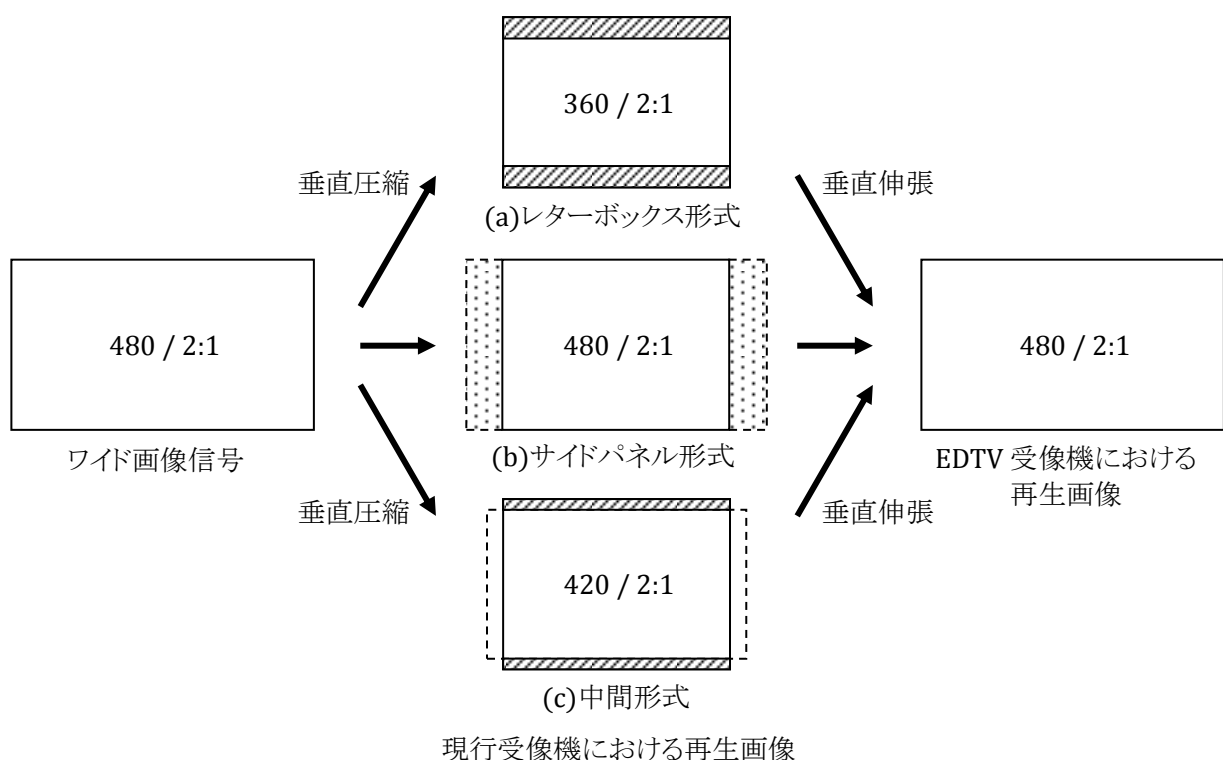 360 / 2:1
垂直圧縮
垂直伸張
(a)レターボックス形式
480 / 2:1
480 / 2:1
480 / 2:1
ワイド画像信号
(b)サイドパネル形式
EDTV 受像機における
再生画像
垂直圧縮
垂直伸張
420 / 2:1
(c)中間形式
現行受像機における再生画像